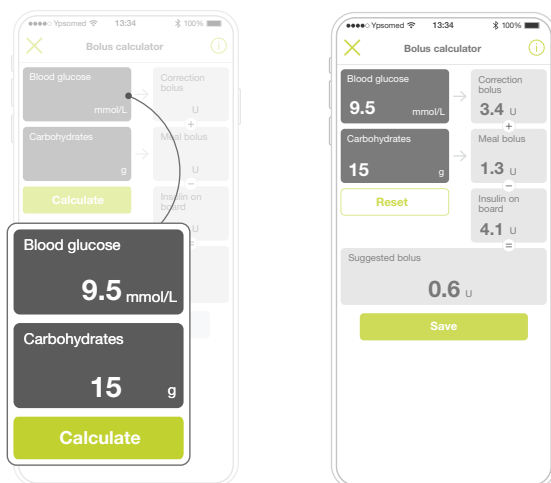 ●●●●○ Ypsomed 13:34 100%
Bolus calculator
Blood glucose
mmol/L
Correction
bolus
U
+
Carbohydrates
g
Meal bolus
U
−
Calculate
Insulin on
board
U
=
Blood glucose
9.5 mmol/L
Carbohydrates
15 g
Calculate
●●●●○ Ypsomed 13:34 100%
Bolus calculator
Blood glucose
9.5 mmol/L
Correction
bolus
3.4 U
+
Carbohydrates
15 g
Meal bolus
1.3 U
−
Reset
Insulin on
board
4.1 U
=
Suggested bolus
0.6 U
Save